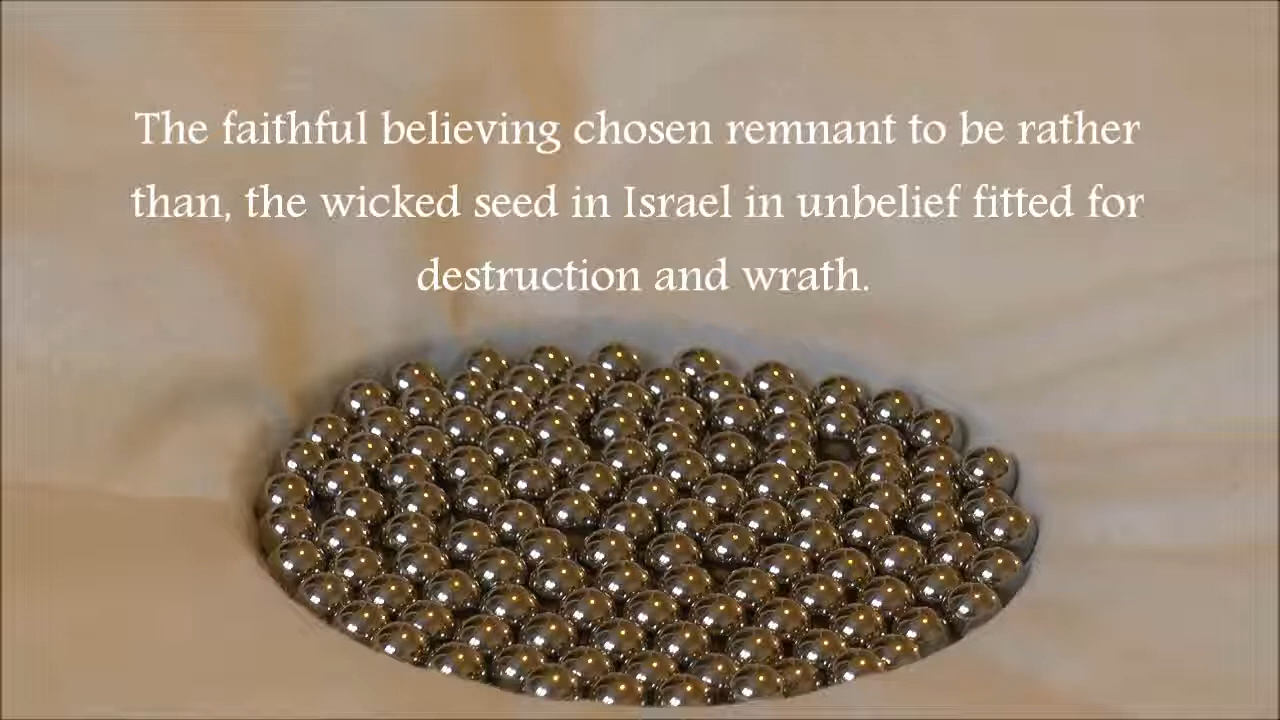 The faithful believing chosen remnant to be rather
than, the wicked seed in Israel in unbelief fitted for
destruction and wrath.